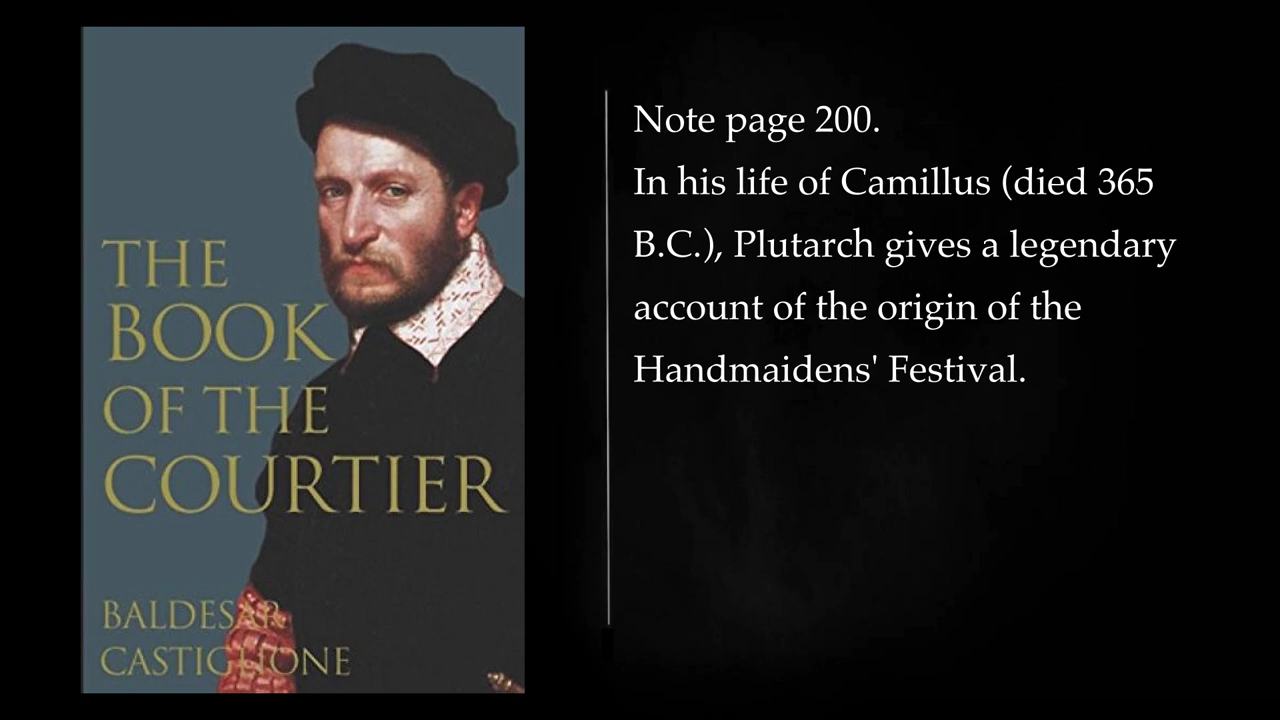 THE
BOOK
OF THE
COURTIER
BALDESAR
CASTIGLIONE
Note page 200.
In his life of Camillus (died 365
B.C.), Plutarch gives a legendary
account of the origin of the
Handmaidens' Festival.